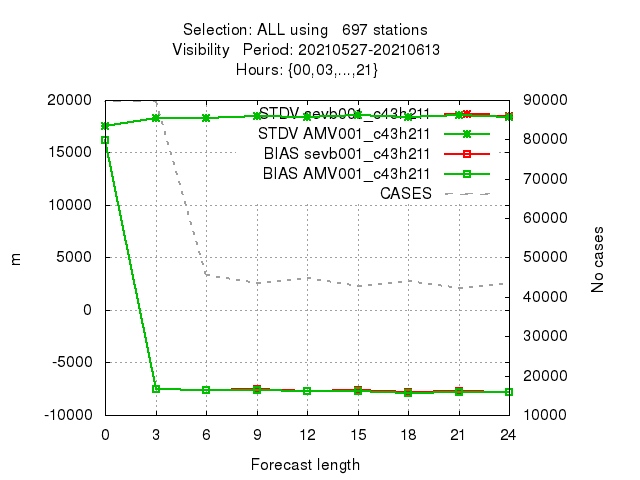 Selection: ALL using   697 stations
Visibility   Period: 20210527-20210613
Hours: {00,03,...,21}
20000
15000
10000
5000
0
-5000
-10000
m
STDV sevb001_c43h211
STDV AMV001_c43h211
BIAS sevb001_c43h211
BIAS AMV001_c43h211
CASES
90000
80000
70000
60000
50000
40000
30000
20000
10000
No cases
0 3 6 9 12 15 18 21 24
Forecast length